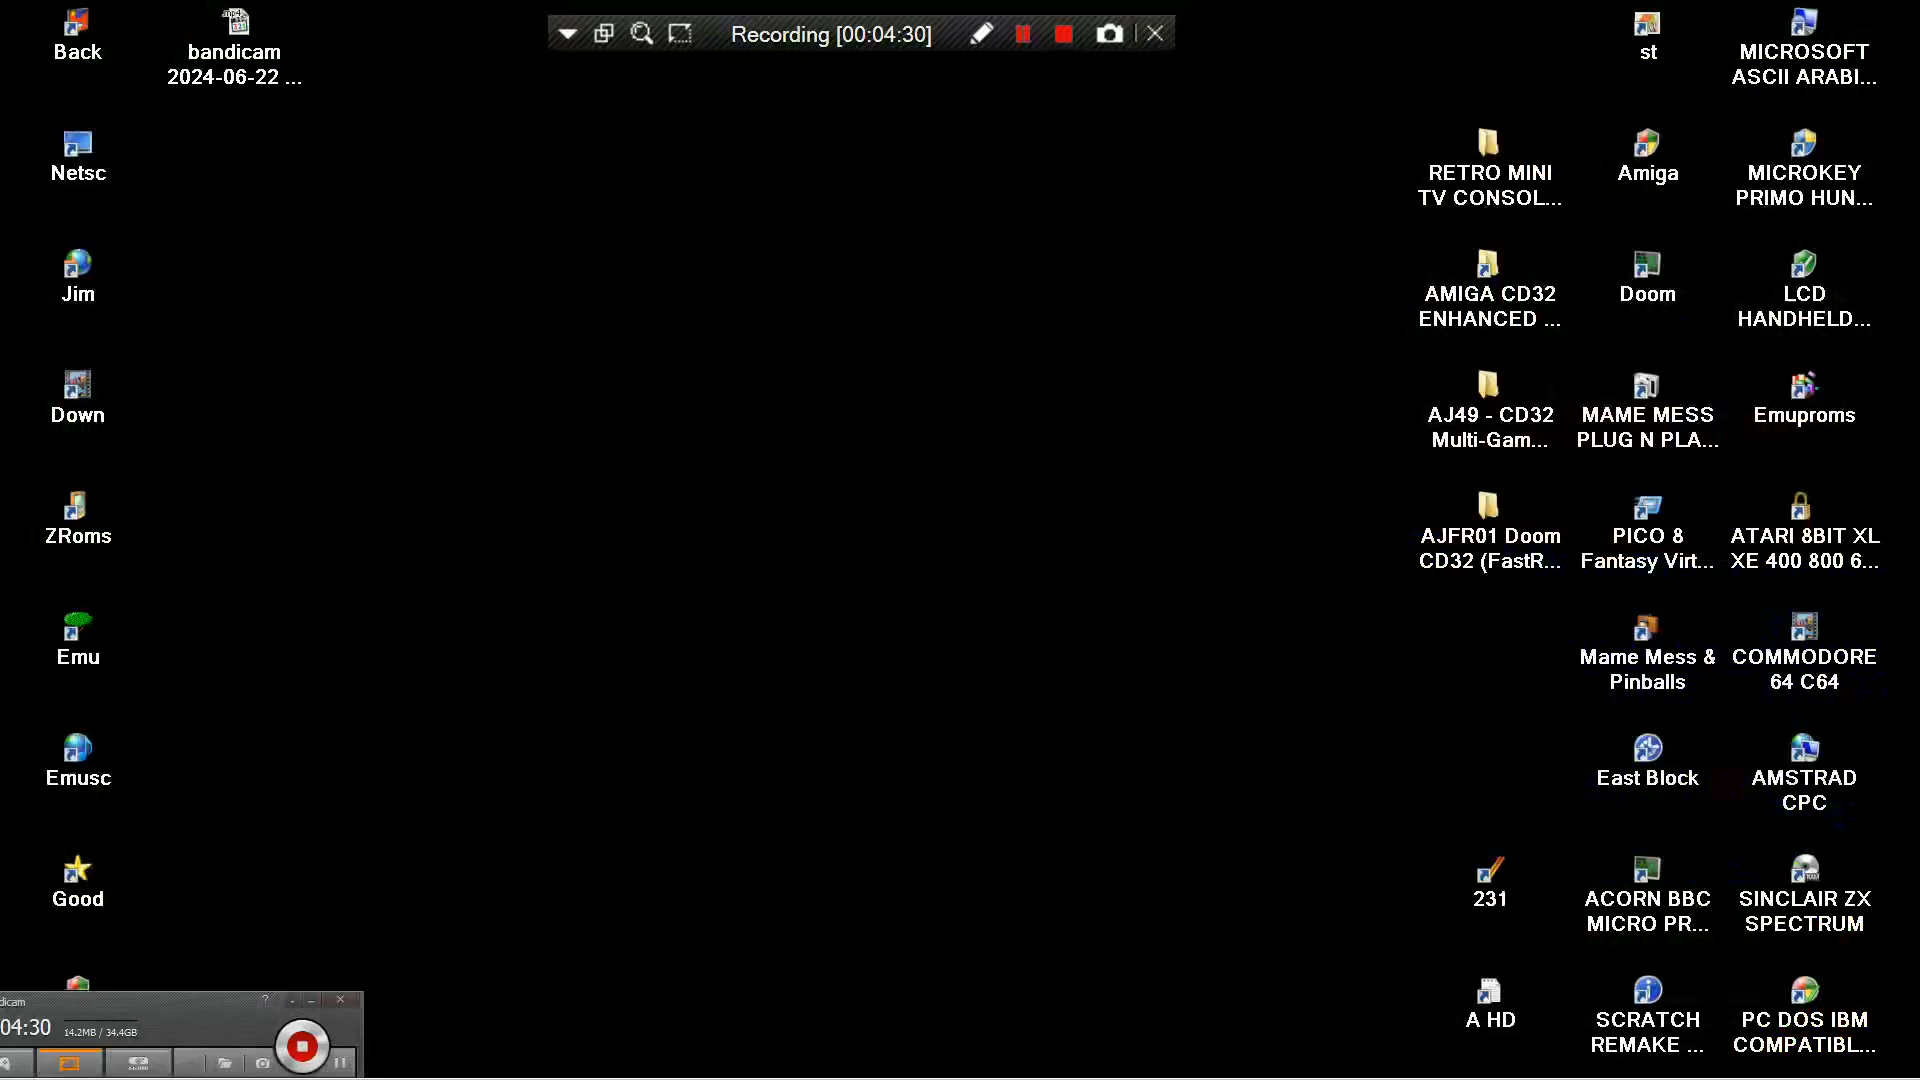 Recording [00:04:30]
Back
bandicam
2024-06-22 ...
Netsc
Jim
Down
ZRoms
Emu
Emusc
Good
st
MICROSOFT
ASCII ARABI...
RETRO MINI
TV CONSOL...
Amiga
MICROKEY
PRIMO HUN...
AMIGA CD32
ENHANCED ...
Doom
LCD
HANDHELD...
AJ49 - CD32
Multi-Gam...
MAME MESS
PLUG N PLA...
Emuproms
AJFR01 Doom
CD32 (FastR...
PICO 8
Fantasy Virt...
ATARI 8BIT XL
XE 400 800 6...
Mame Mess &
Pinballs
COMMODORE
64 C64
East Block
AMSTRAD
CPC
231
ACORN BBC
MICRO PR...
SINCLAIR ZX
SPECTRUM
A HD
SCRATCH
REMAKE ...
PC DOS IBM
COMPATIBL...
dicam
04:30
14.2MB / 34.4GB